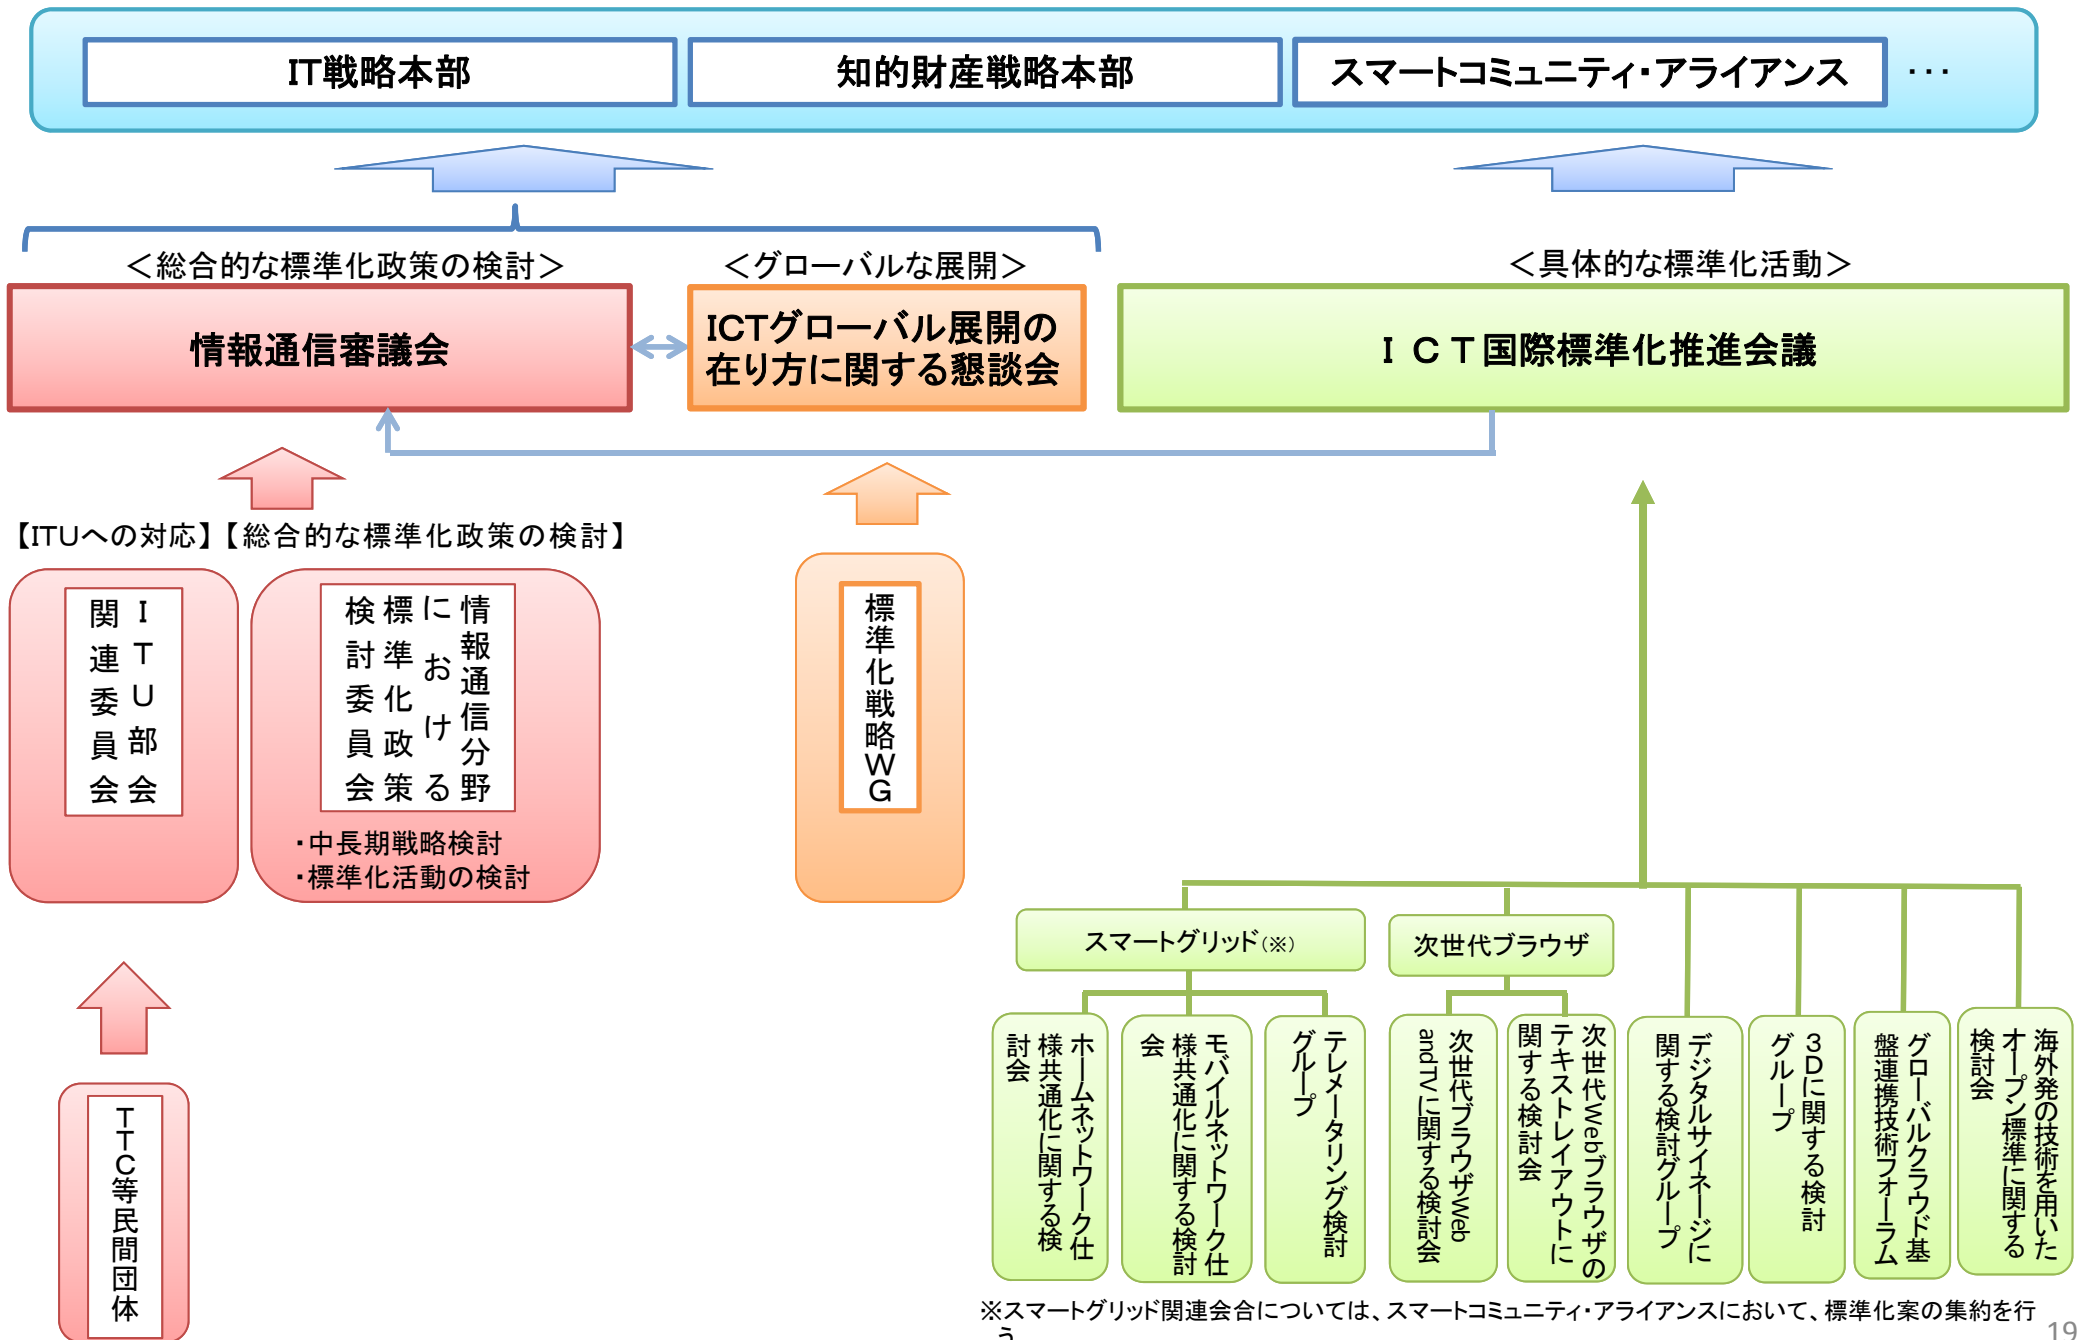 IT戦略本部
知的財産戦略本部
スマートコミュニティ・アライアンス
･･･
＜総合的な標準化政策の検討＞
＜グローバルな展開＞
＜具体的な標準化活動＞
情報通信審議会
ICTグローバル展開の
在り方に関する懇談会
ＩＣＴ国際標準化推進会議
【ITUへの対応】
【総合的な標準化政策の検討】
ＩＴＵ部会
関連委員会
情報通信分野
における
標準化政策
検討委員会
・中長期戦略検討
・標準化活動の検討
標準化戦略WG
TTC等民間団体
スマートグリッド（※）
次世代ブラウザ
ホームネットワーク仕
様共通化に関する検
討会
モバイルネットワーク仕
様共通化に関する検討
会
テレメータリング検討
グループ
次世代ブラウザWeb
and TVに関する検討会
次世代Webブラウザの
テキストレイアウトに
関する検討会
デジタルサイネージに
関する検討グループ
３Dに関する検討
グループ
グローバルクラウド基
盤連携技術フォーラム
海外発の技術を用いた
オープン標準に関する
検討会
※スマートグリッド関連会合については、スマートコミュニティ・アライアンスにおいて、標準化案の集約を行
う
19